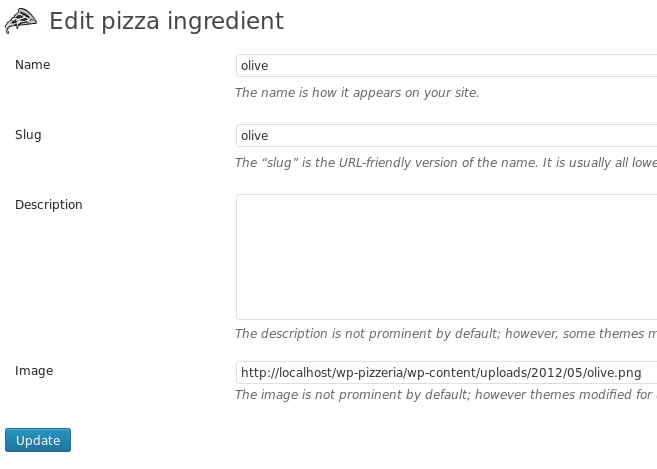 Edit pizza ingredient
Name
olive
The name is how it appears on your site.
Slug
olive
The “slug” is the URL-friendly version of the name. It is usually all lowe
Description
The description is not prominent by default; however, some themes m
Image
http://localhost/wp-pizzeria/wp-content/uploads/2012/05/olive.png
The image is not prominent by default; however themes modified for
Update